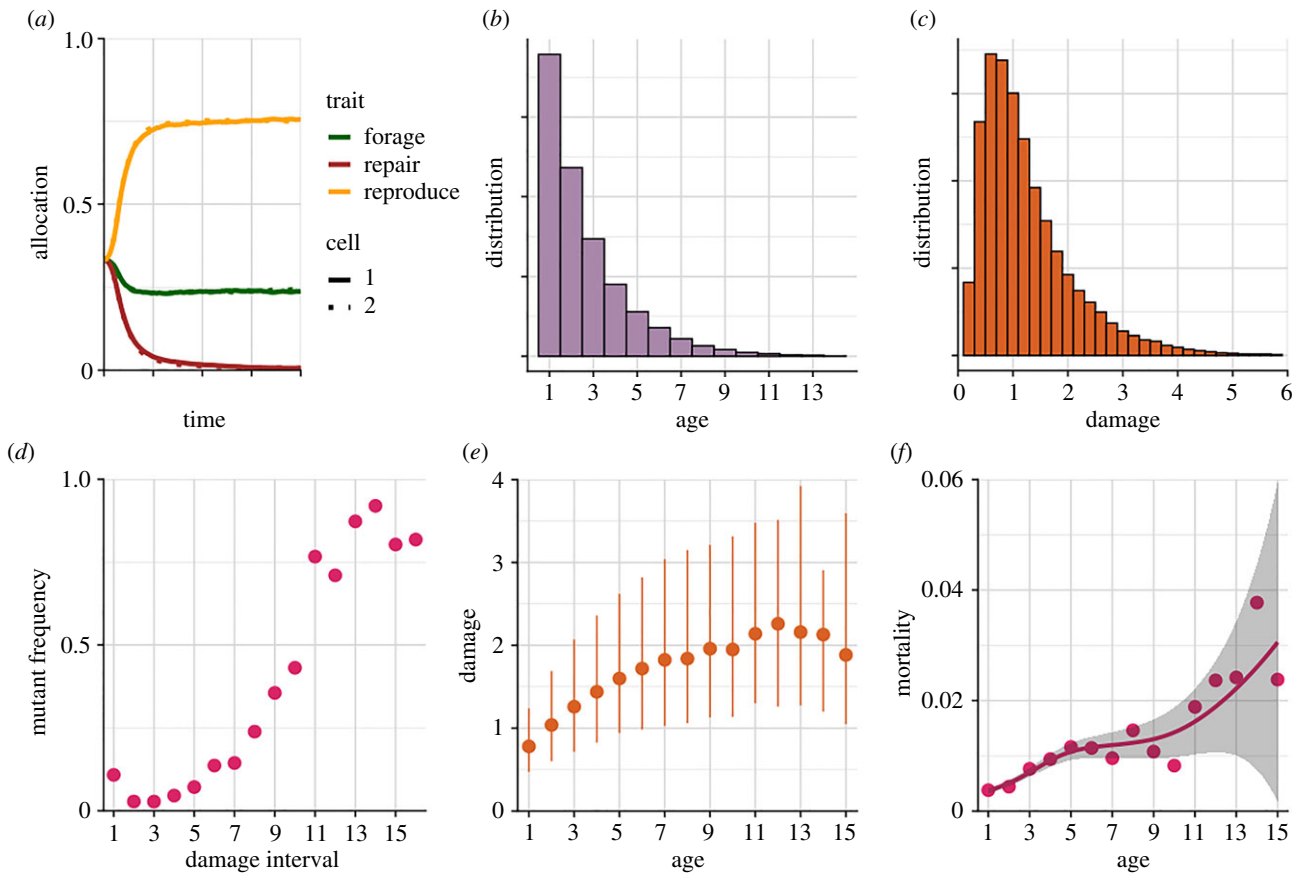 (a)
1.0
0.5
0
allocation
time
trait
forage
repair
reproduce
cell
1
2
(b)
distribution
1 3 5 7 9 11 13
age
(c)
distribution
0 1 2 3 4 5 6
damage
(d)
1.0
0.5
0
mutant frequency
1 3 5 7 9 11 13 15
damage interval
(e)
4
3
2
1
0
damage
1 3 5 7 9 11 13 15
age
(f)
0.06
0.04
0.02
0
mortality
1 3 5 7 9 11 13 15
age